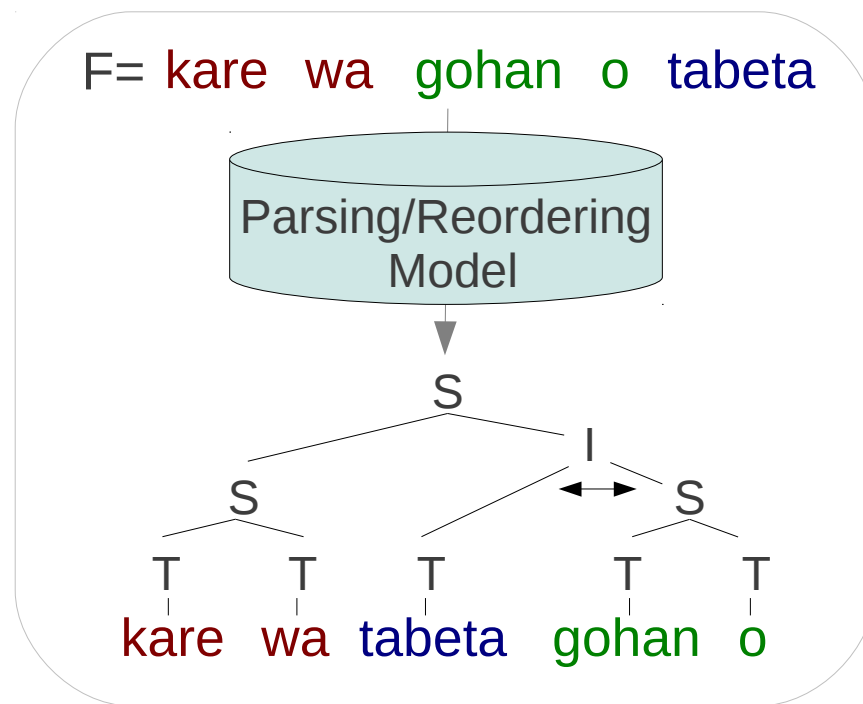 F= kare wa gohan o tabeta
Parsing/Reordering
Model
S
I
S S
T T T T T
kare wa tabeta gohan o